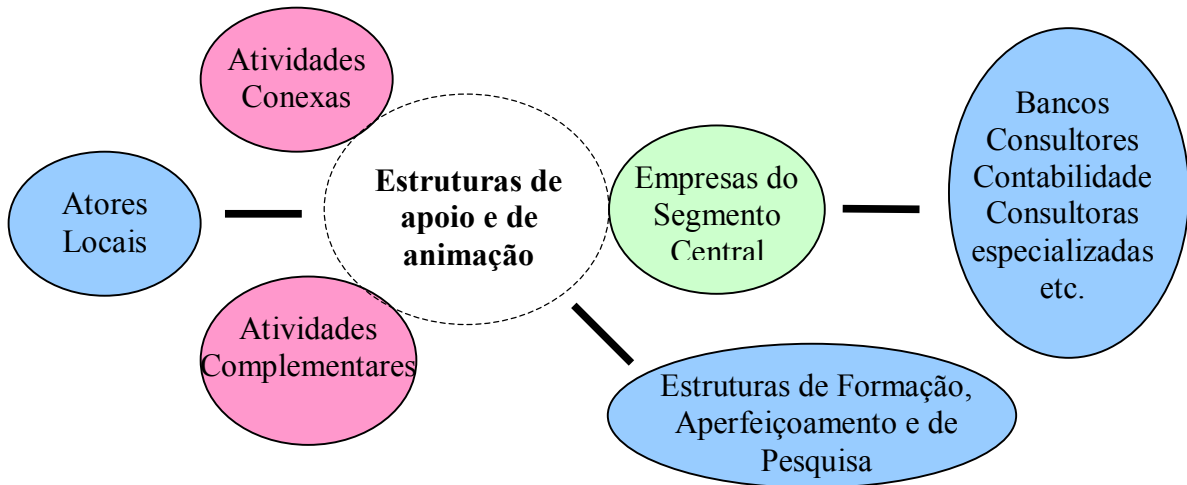 Atividades
Conexas
Atores
Locais
Estruturas de
apoio e de
animação
Atividades
Complementares
Empresas do
Segmento
Central
Bancos
Consultores
Contabilidade
Consultoras
especializadas
etc.
Estruturas de Formação,
Aperfeiçoamento e de
Pesquisa